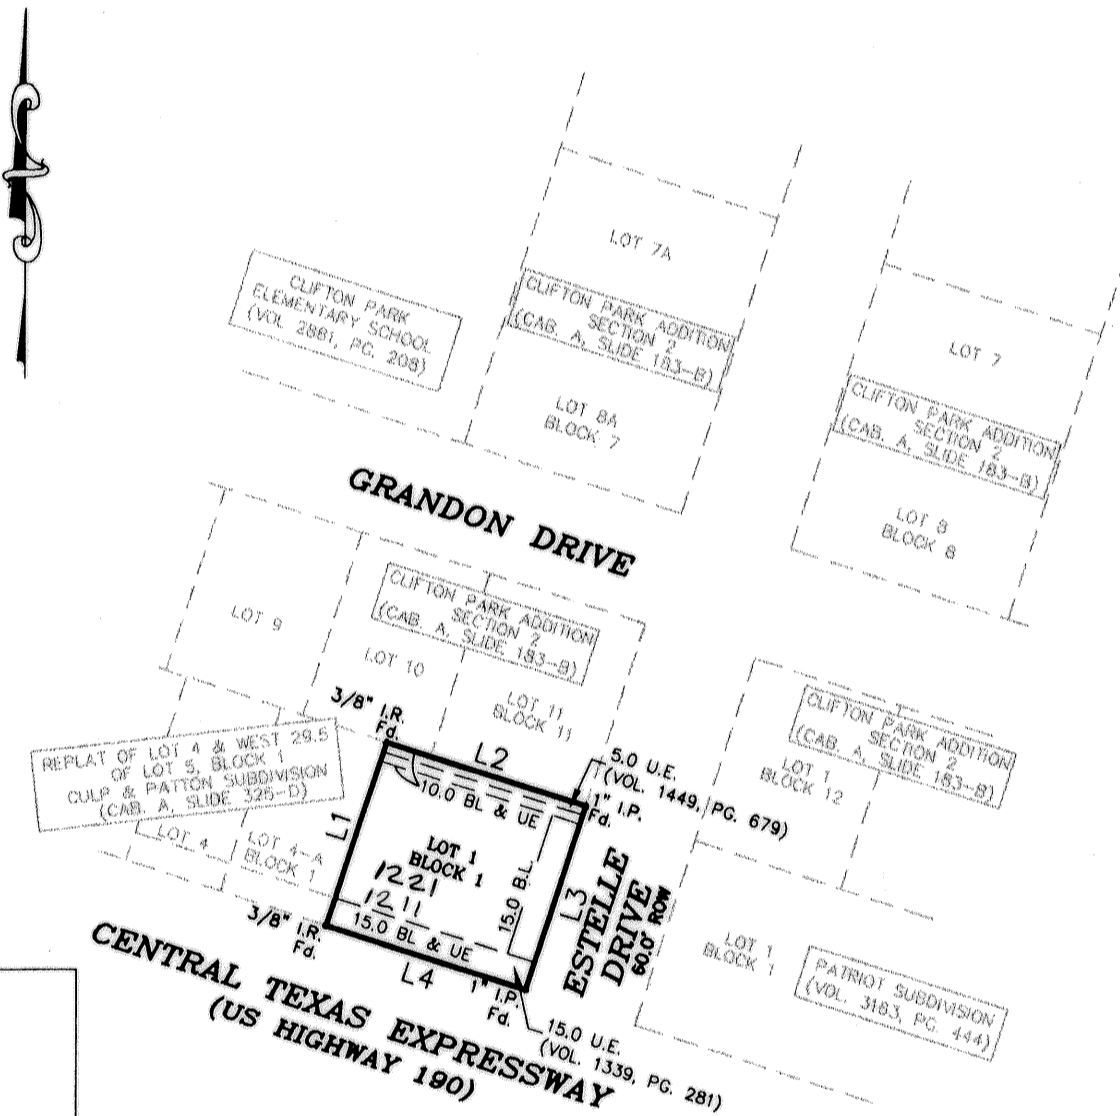 LOT 7A
CLIFTON PARK
ELEMENTARY SCHOOL
(VOL 2881, PG. 208)
CLIFTON PARK ADDITION
SECTION 2
(CAB. A, SLIDE 183-B)
LOT 7
LOT 8A
BLOCK 7
CLIFTON PARK ADDITION
SECTION 2
(CAB. A, SLIDE 183-B)
LOT 8
BLOCK 8
GRANDON DRIVE
CLIFTON PARK ADDITION
SECTION 2
(CAB. A, SLIDE 183-B)
LOT 9
LOT 10
LOT 11
BLOCK 11
3/8" I.R.
Fd.
L2
5.0 U.E.
(VOL. 1449, PG. 679)
CLIFTON PARK ADDITION
SECTION 2
(CAB. A, SLIDE 183-B)
LOT 1
BLOCK 12
REPLAT OF LOT 4 & WEST 29.5
OF LOT 5, BLOCK 1
CULP & PATTON SUBDIVISION
(CAB. A, SLIDE 326-D)
10.0 BL & UE
1" I.P.
Fd.
L1
LOT 4
LOT 4-A
BLOCK 1
LOT 1
BLOCK 1
1221
1211
15.0 B.L.
L3
ESTELLE
DRIVE
60.0' ROW
15.0 BL & UE
3/8" I.R.
Fd.
L4
1" I.P.
Fd.
LOT 1
BLOCK 1
PATRIOT SUBDIVISION
(VOL. 3183, PG. 444)
15.0 U.E.
(VOL. 1339, PG. 281)
CENTRAL TEXAS EXPRESSWAY
(US HIGHWAY 190)